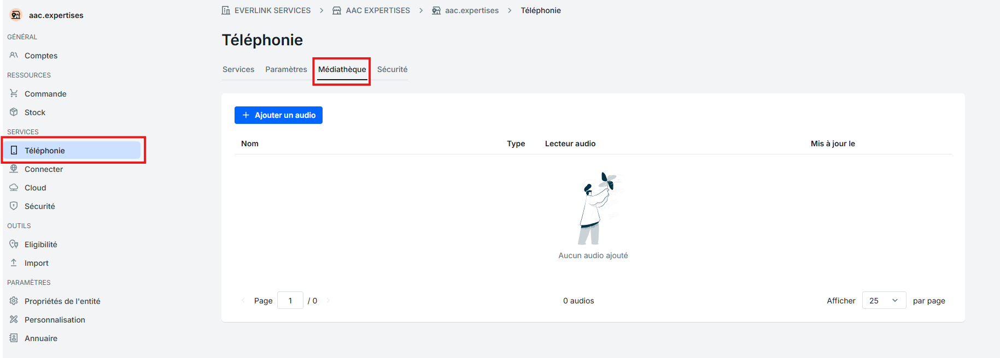 aac.expertises
GÉNÉRAL
Comptes
RESSOURCES
Commande
Stock
SERVICES
Téléphonie
Connecter
Cloud
Sécurité
OUTILS
Eligibilité
Import
PARAMÈTRES
Propriétés de l'entité
Personnalisation
Annuaire
EVERLINK SERVICES > AAC EXPERTISES > aac.expertises > Téléphonie
Téléphonie
Services Paramètres Médiathèque Sécurité
+ Ajouter un audio
Nom Type Lecteur audio Mis à jour le
Aucun audio ajouté
Page 1 / 0 0 audios Afficher 25 par page